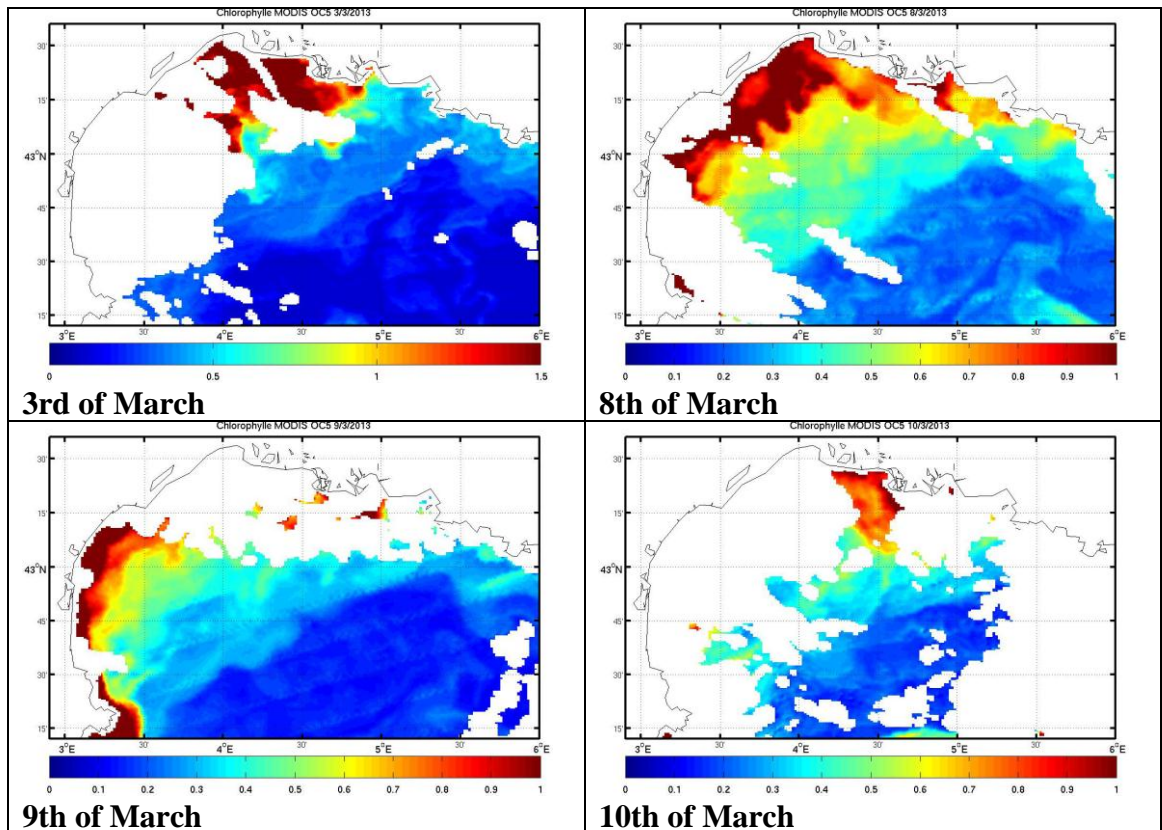 Chlorophylle MODIS OC5 3/3/2013
30'
15'
43°N
45'
30'
15'
3°E 30' 4°E 30' 5°E 30' 6°E
0 0.5 1 1.5
3rd of March
Chlorophylle MODIS OC5 8/3/2013
30'
15'
43°N
45'
30'
15'
3°E 30' 4°E 30' 5°E 30' 6°E
0 0.1 0.2 0.3 0.4 0.5 0.6 0.7 0.8 0.9 1
8th of March
Chlorophylle MODIS OC5 9/3/2013
30'
15'
43°N
45'
30'
15'
3°E 30' 4°E 30' 5°E 30' 6°E
0 0.1 0.2 0.3 0.4 0.5 0.6 0.7 0.8 0.9 1
9th of March
Chlorophylle MODIS OC5 10/3/2013
30'
15'
43°N
45'
30'
15'
3°E 30' 4°E 30' 5°E 30' 6°E
0 0.1 0.2 0.3 0.4 0.5 0.6 0.7 0.8 0.9 1
10th of March